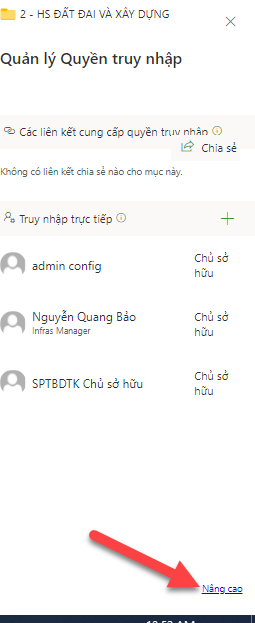 2 - HS ĐẤT ĐAI VÀ XÂY DỰNG
Quản lý Quyền truy nhập
Các liên kết cung cấp quyền truy nhập
Chia sẻ
Không có liên kết chia sẻ nào cho mục này.
Truy nhập trực tiếp
admin config
Chủ sở
hữu
Nguyễn Quang Bảo
Infras Manager
Chủ sở
hữu
SPTBDTK Chủ sở hữu
Chủ sở
hữu
Nâng cao